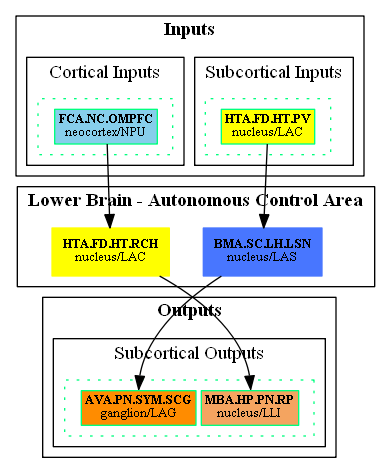 Inputs
Cortical Inputs
Subcortical Inputs
FCA.NC.OMPFC
neocortex/NPU
HTA.FD.HT.PV
nucleus/LAC
Lower Brain - Autonomous Control Area
HTA.FD.HT.RCH
nucleus/LAC
BMA.SC.LH.LSN
nucleus/LAS
Outputs
Subcortical Outputs
AVA.PN.SYM.SCG
ganglion/LAG
MBA.HP.PN.RP
nucleus/LLI